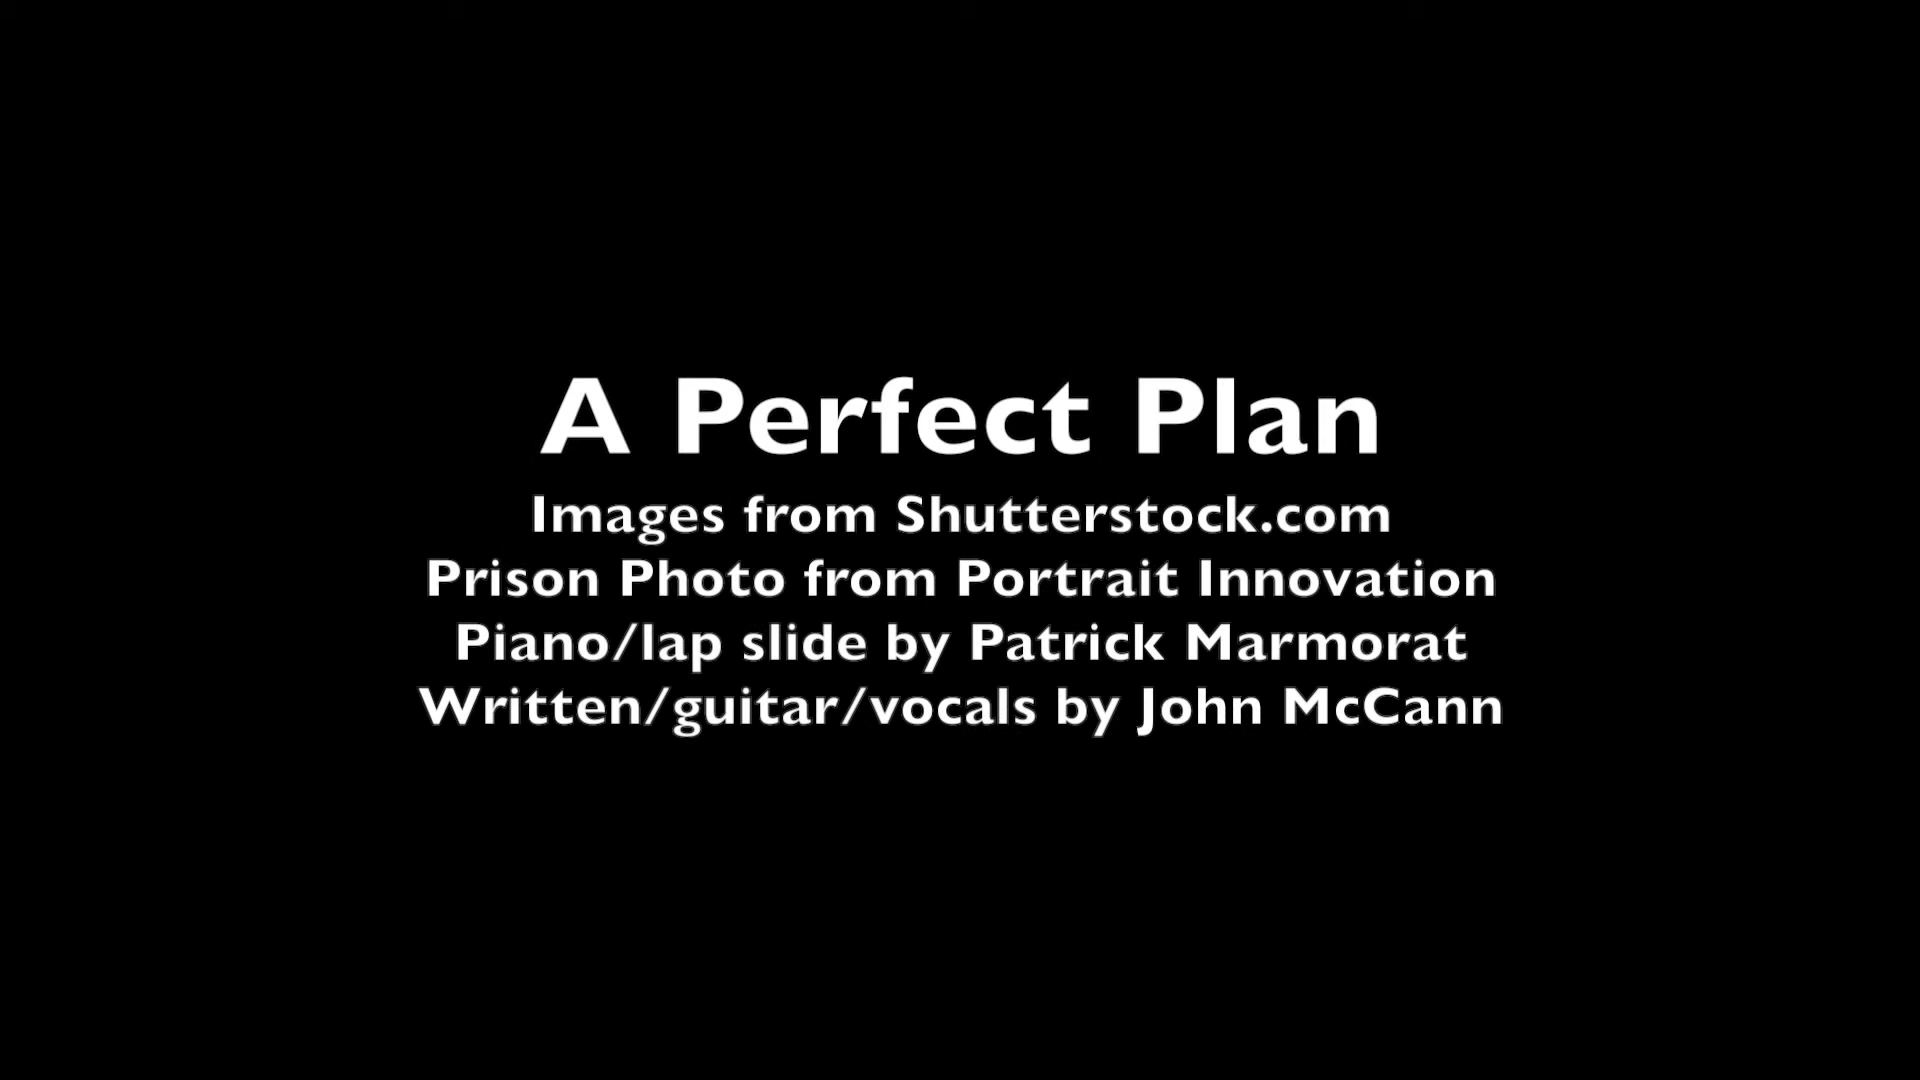 A Perfect Plan
Images from Shutterstock.com
Prison Photo from Portrait Innovation
Piano/lap slide by Patrick Marmorat
Written/guitar/vocals by John McCann